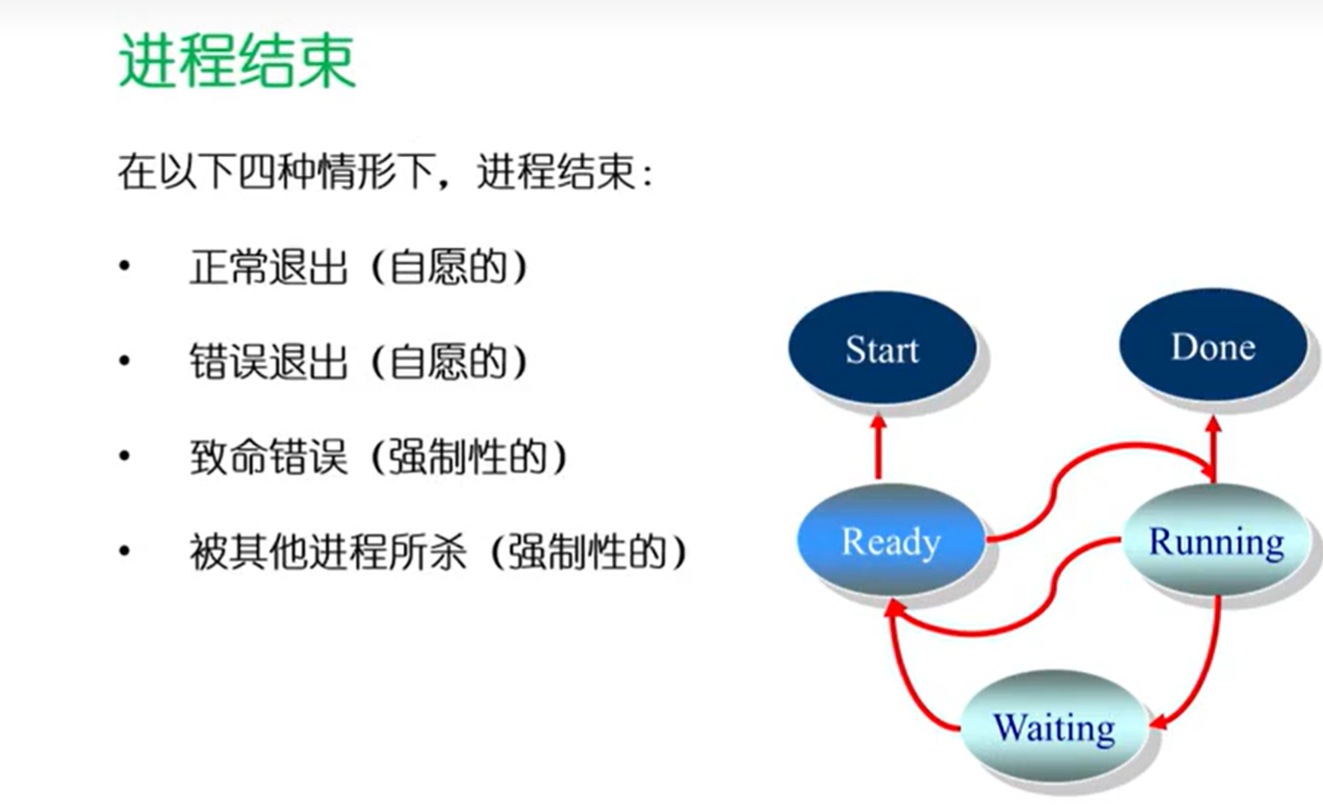 进程结束
在以下四种情形下，进程结束：
• 正常退出（自愿的）
• 错误退出（自愿的）
• 致命错误（强制性的）
• 被其他进程所杀（强制性的）
Start
Done
Ready
Running
Waiting